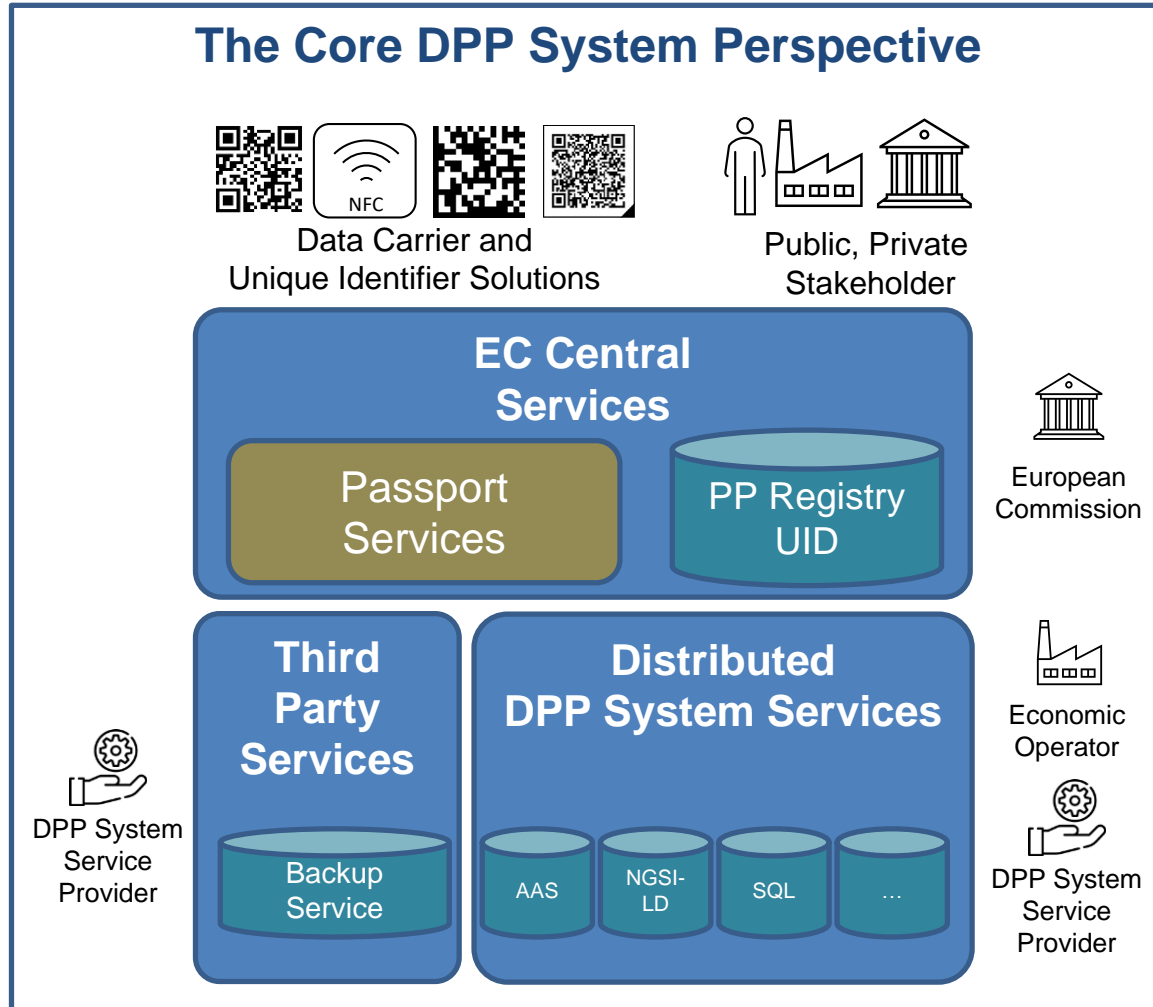 The Core DPP System Perspective
NFC
Data Carrier and
Unique Identifier Solutions
Public, Private
Stakeholder
EC Central
Services
Passport
Services
PP Registry
UID
European
Commission
Third
Party
Services
Distributed
DPP System Services
Economic
Operator
DPP System
Service
Provider
Backup
Service
AAS
NGSI-
LD
SQL
...
DPP System
Service
Provider